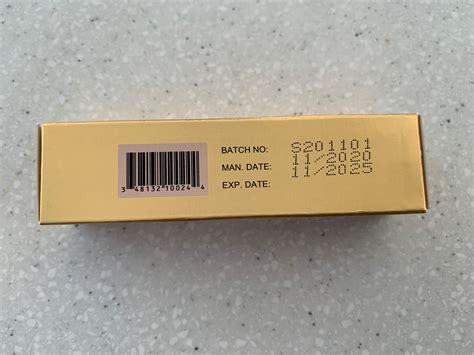 BATCH NO: S201101
MAN. DATE: 11/2020
EXP. DATE: 11/2025
3 48132 10024 4